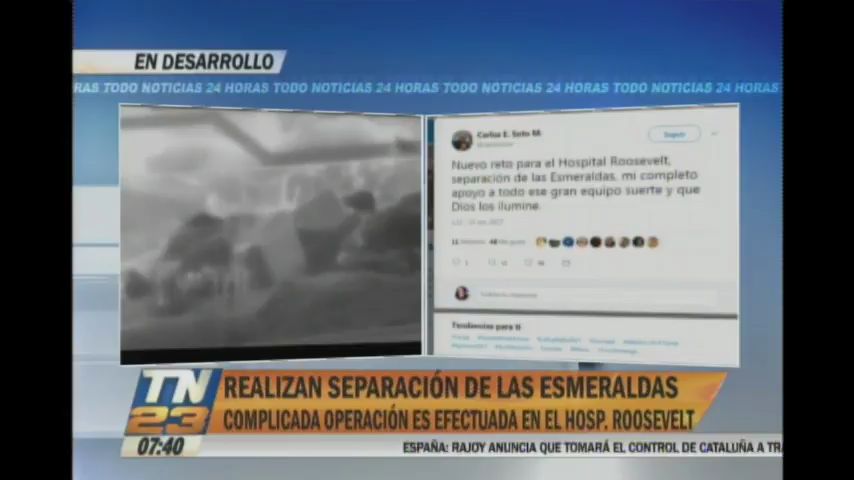 EN DESARROLLO
RAS TODO NOTICIAS 24 HORAS TODO NOTICIAS 24 HORAS TODO NOTICIAS 24 HORAS TODO NOTICIAS 24 HORAS
Carlos E. Soto M
Seguir
Nuevo reto para el Hospital Roosevelt,
separación de las Esmeraldas, mi completo
apoyo a todo ese gran equipo suerte y que
Dios los ilumine.
Tendencias para ti
TN
23
REALIZAN SEPARACIÓN DE LAS ESMERALDAS
COMPLICADA OPERACIÓN ES EFECTUADA EN EL HOSP. ROOSEVELT
07:40
ESPAÑA: RAJOY ANUNCIA QUE TOMARÁ EL CONTROL DE CATALUÑA A TRA